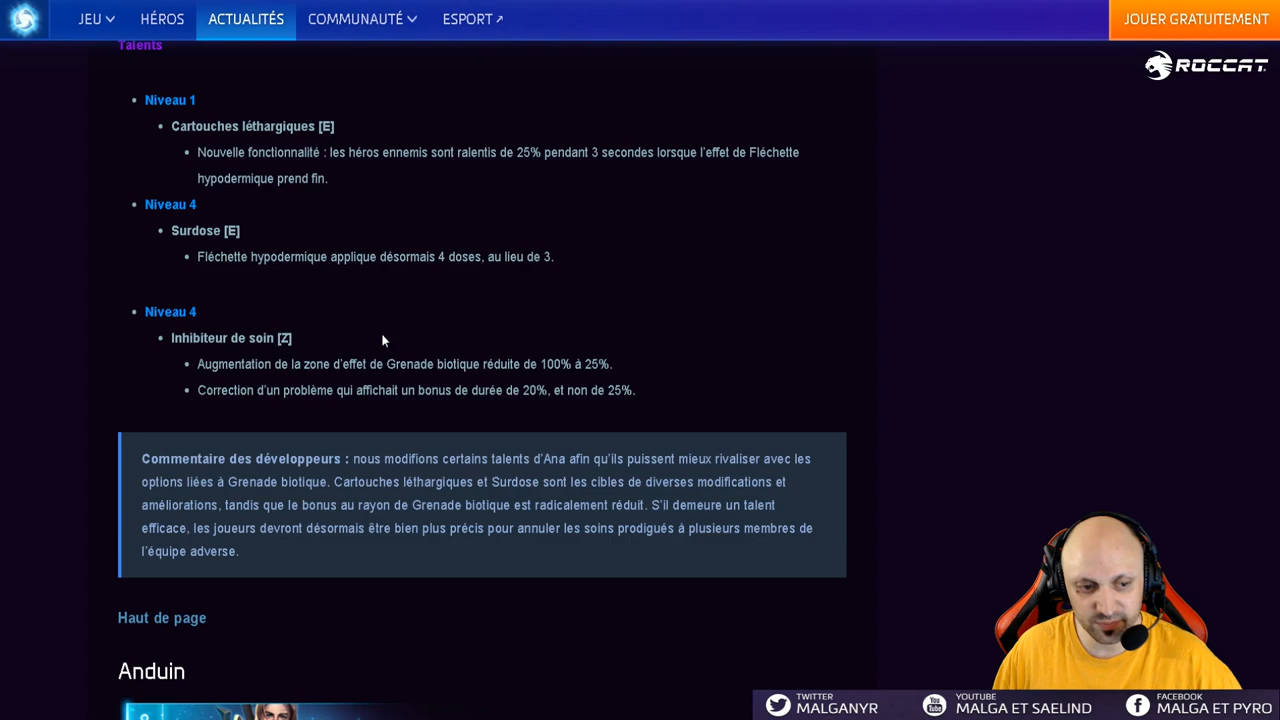 JEU HÉROS ACTUALITÉS COMMUNAUTÉ ESPORT JOUER GRATUITEMENT
Talents
ROCCAT
Niveau 1
Cartouches léthargiques [E]
Nouvelle fonctionnalité : les héros ennemis sont ralentis de 25% pendant 3 secondes lorsque l'effet de Fléchette
hypodermique prend fin.
Niveau 4
Surdose [E]
Fléchette hypodermique applique désormais 4 doses, au lieu de 3.
Niveau 4
Inhibiteur de soin [Z]
Augmentation de la zone d'effet de Grenade biotique réduite de 100% à 25%.
Correction d'un problème qui affichait un bonus de durée de 20%, et non de 25%.
Commentaire des développeurs : nous modifions certains talents d'Ana afin qu'ils puissent mieux rivaliser avec les
options liées à Grenade biotique. Cartouches léthargiques et Surdose sont les cibles de diverses modifications et
améliorations, tandis que le bonus au rayon de Grenade biotique est radicalement réduit. S'il demeure un talent
efficace, les joueurs devront désormais être bien plus précis pour annuler les soins prodigués à plusieurs membres de
l'équipe adverse.
Haut de page
Anduin
TWITTER
MALGANYR
YOUTUBE
MALGA ET SAELIND
FACEBOOK
MALGA ET PYRO